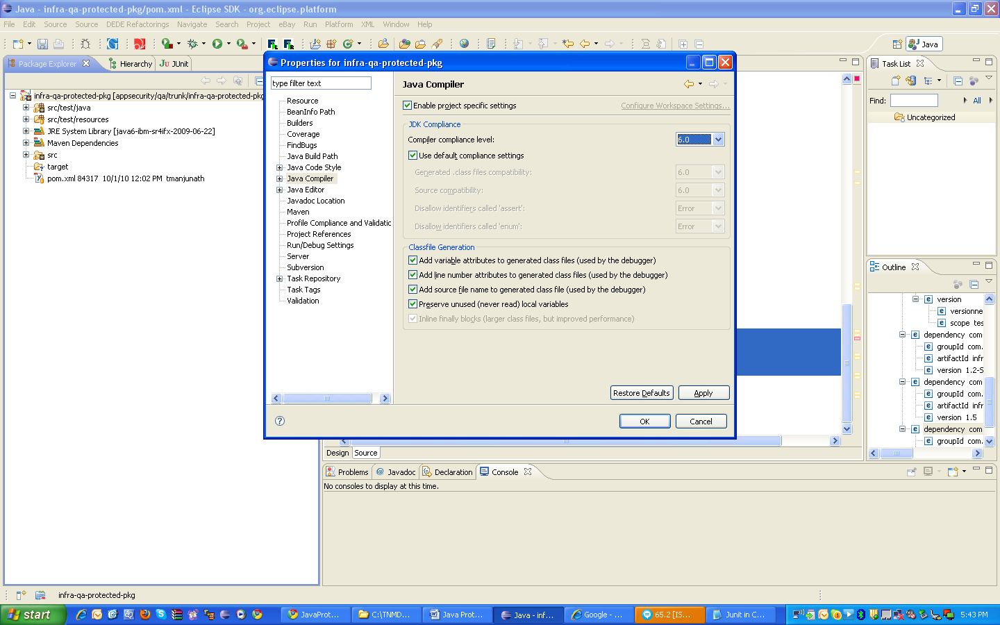 Java - infra-qa-protected-pkg/pom.xml - Eclipse SDK - org.eclipse.platform
File Edit Source Source DEDE Refactorings Navigate Search Project eBay Run Platform XML Window Help
Java
Package Explorer Hierarchy JUnit
infra-qa-protected-pkg [appsecurity/qa/trunk/infra-qa-protected-pkg
src/test/java
src/test/resources
JRE System Library [java6-ibm-sr4ifx-2009-06-22]
Maven Dependencies
src
target
pom.xml 84317 10/1/10 12:02 PM tmanjunath
Properties for infra-qa-protected-pkg
type filter text
Resource
BeanInfo Path
Builders
Coverage
FindBugs
Java Build Path
Java Code Style
Java Compiler
Java Editor
Javadoc Location
Maven
Profile Compliance and Validatic
Project References
Run/Debug Settings
Server
Subversion
Task Repository
Task Tags
Validation
Java Compiler
Enable project specific settings
Configure Workspace Settings...
JDK Compliance
Compiler compliance level: 6.0
Use default compliance settings
Generated .class files compatibility: 6.0
Source compatibility: 6.0
Disallow identifiers called 'assert': Error
Disallow identifiers called 'enum': Error
Classfile Generation
Add variable attributes to generated class files (used by the debugger)
Add line number attributes to generated class files (used by the debugger)
Add source file name to generated class file (used by the debugger)
Preserve unused (never read) local variables
Inline finally blocks (larger class files, but improved performance)
Restore Defaults Apply
OK Cancel
Task List
Find: All
Uncategorized
Outline
version
versionne
scope tes
dependency com
groupId com.
artifactId infr
version 1.2-S
dependency com
groupId com.
artifactId infr
version 1.5
dependency com
groupId com.
Design Source
Problems @ Javadoc Declaration Console
No consoles to display at this time.
infra-qa-protected-pkg
start JavaProt... C:\TNMD... Java Prot... Java - inf... Google - ... 65.2 [IS... Junit in C... 5:43 PM